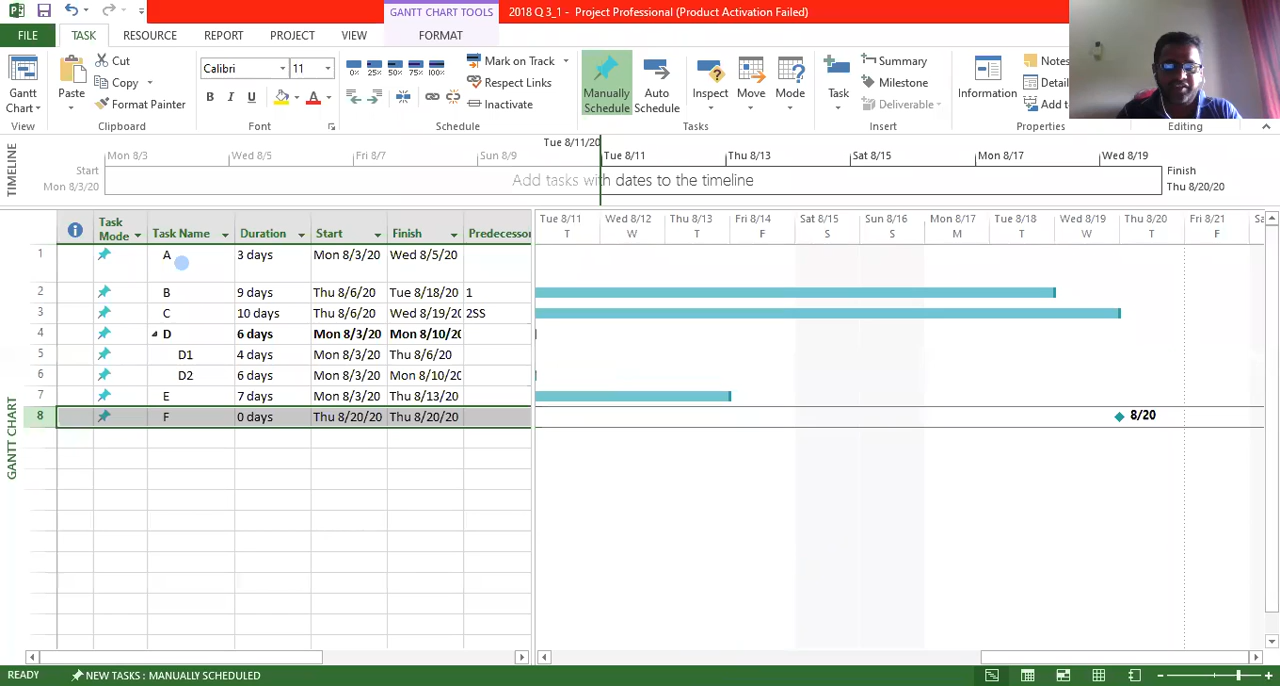 GANTT CHART TOOLS
2018 Q 3_1 - Project Professional (Product Activation Failed)
FILE TASK RESOURCE REPORT PROJECT VIEW FORMAT
Gantt Chart
View
Paste
Cut
Copy
Format Painter
Clipboard
Calibri 11
B I U A
Font
0% 25% 50% 75% 100%
Mark on Track
Respect Links
Inactivate
Schedule
Manually Schedule
Auto Schedule
Inspect
Move
Mode
Tasks
Task
Summary
Milestone
Deliverable
Insert
Information
Notes
Detai
Add to
Properties
Editing
TIMELINE
Tue 8/11/20
Mon 8/3 Wed 8/5 Fri 8/7 Sun 8/9 Tue 8/11 Thu 8/13 Sat 8/15 Mon 8/17 Wed 8/19
Start
Mon 8/3/20
Add tasks with dates to the timeline
Finish
Thu 8/20/20
GANTT CHART
Task Mode Task Name Duration Start Finish Predecessor
Tue 8/11 Wed 8/12 Thu 8/13 Fri 8/14 Sat 8/15 Sun 8/16 Mon 8/17 Tue 8/18 Wed 8/19 Thu 8/20 Fri 8/21 Sa
T W T F S S M T W T F
1 A 3 days Mon 8/3/20 Wed 8/5/20
2 B 9 days Thu 8/6/20 Tue 8/18/20 1
3 C 10 days Thu 8/6/20 Wed 8/19/20 2SS
4 D 6 days Mon 8/3/20 Mon 8/10/20
5 D1 4 days Mon 8/3/20 Thu 8/6/20
6 D2 6 days Mon 8/3/20 Mon 8/10/20
7 E 7 days Mon 8/3/20 Thu 8/13/20
8 F 0 days Thu 8/20/20 Thu 8/20/20 8/20
READY NEW TASKS : MANUALLY SCHEDULED